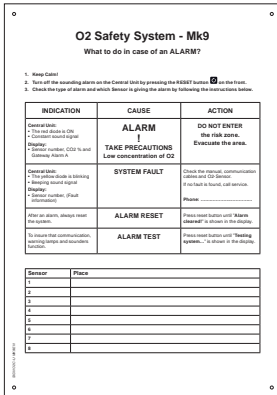 O2 Safety System - Mk9
What to do in case of an ALARM?
1. Keep Calm!
2. Turn off the sounding alarm on the Central Unit by pressing the RESET button on the front.
3. Check the type of alarm and which Sensor is giving the alarm by following the instructions below.
INDICATION CAUSE ACTION
Central Unit:
• The red diode is ON
• Constant sound signal
Display:
• Sensor number, CO2 % and
Gateway Alarm A
ALARM
!
TAKE PRECAUTIONS
Low concentration of O2
DO NOT ENTER
the risk zone.
Evacuate the area.
Central Unit:
• The yellow diode is blinking
• Beeping sound signal
Display:
• Sensor number, (Fault
information)
SYSTEM FAULT
Check the manual, communication
cables and O2-Sensor.
If no fault is found, call service.
Phone: ...............................
After an alarm, always reset
the system.
ALARM RESET
Press reset button until "Alarm
cleared!" is shown in the display.
To insure that communication,
warning lamps and sounders
function.
ALARM TEST
Press reset button until "Testing
system..." is shown in the display.
Sensor Place
1
2
3
4
5
6
7
8